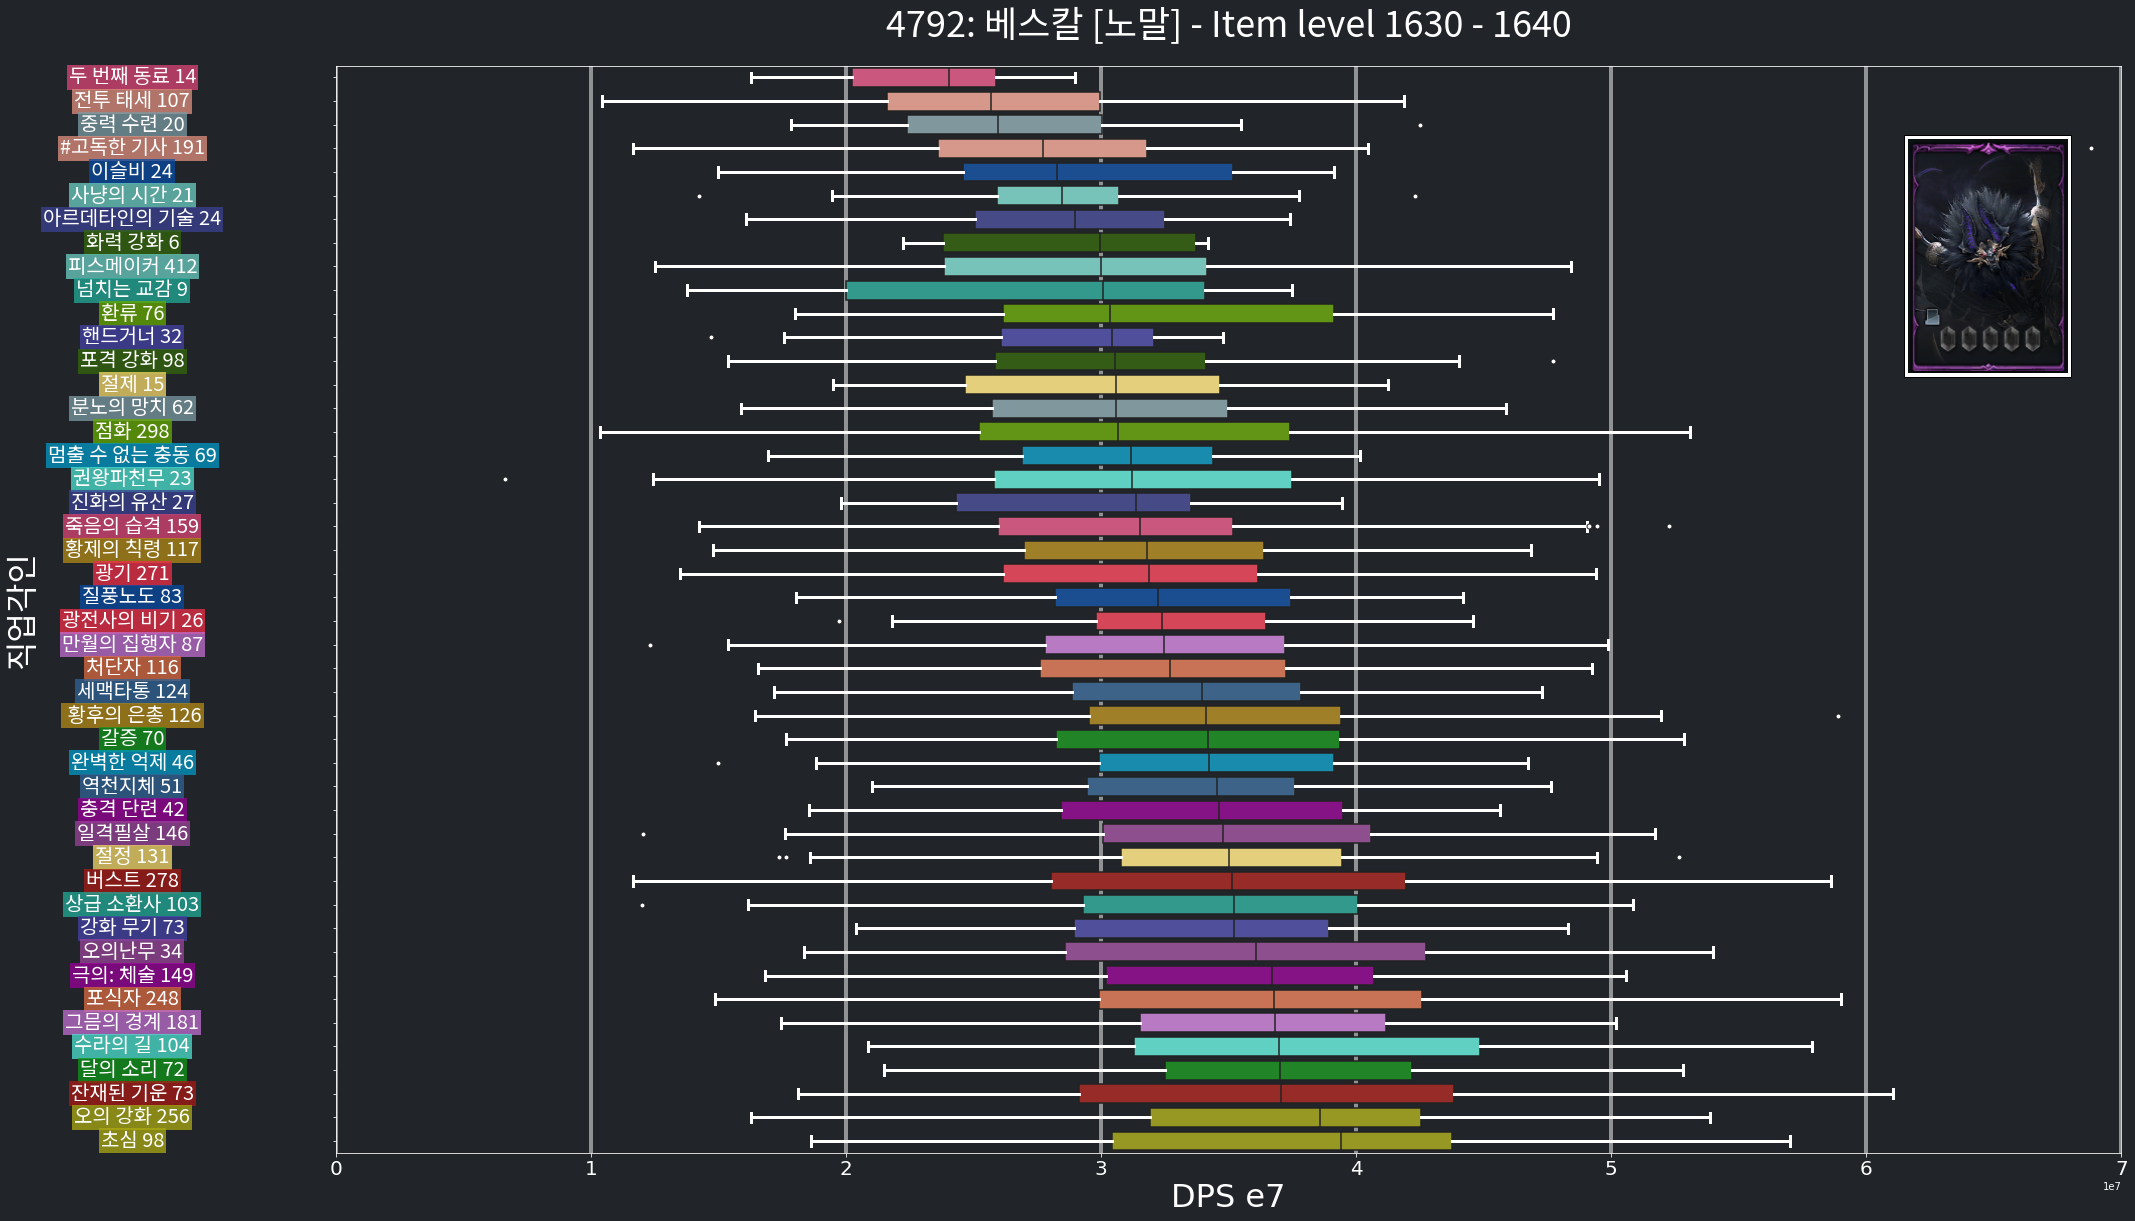 4792: 베스칼 [노말] - Item level 1630 - 1640
두 번째 동료 14
전투 태세 107
중력 수련 20
#고독한 기사 191
이슬비 24
사냥의 시간 21
아르데타인의 기술 24
화력 강화 6
피스메이커 412
넘치는 교감 9
환류 76
핸드거너 32
포격 강화 98
절제 15
분노의 망치 62
점화 298
멈출 수 없는 충동 69
권왕파천무 23
진화의 유산 27
죽음의 습격 159
황제의 칙령 117
광기 271
질풍노도 83
광전사의 비기 26
만월의 집행자 87
처단자 116
세맥타통 124
황후의 은총 126
갈증 70
완벽한 억제 46
역천지체 51
충격 단련 42
일격필살 146
절정 131
버스트 278
상급 소환사 103
강화 무기 73
오의난무 34
극의: 체술 149
포식자 248
그믐의 경계 181
수라의 길 104
달의 소리 72
잔재된 기운 73
오의 강화 256
초심 98
직업각인
0 1 2 3 4 5 6 7
1e7
DPS e7